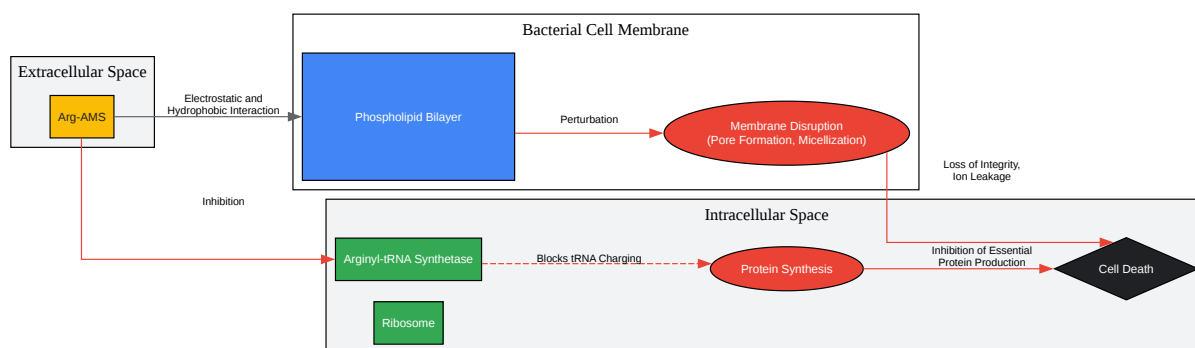 Bacterial Cell Membrane
Extracellular Space
Arg-AMS
Electrostatic and
Hydrophobic Interaction
Phospholipid Bilayer
Perturbation
Membrane Disruption
(Pore Formation, Micellization)
Loss of Integrity,
Ion Leakage
Inhibition
Intracellular Space
Arginyl-tRNA Synthetase
Blocks tRNA Charging
Protein Synthesis
Inhibition of Essential
Protein Production
Cell Death
Ribosome